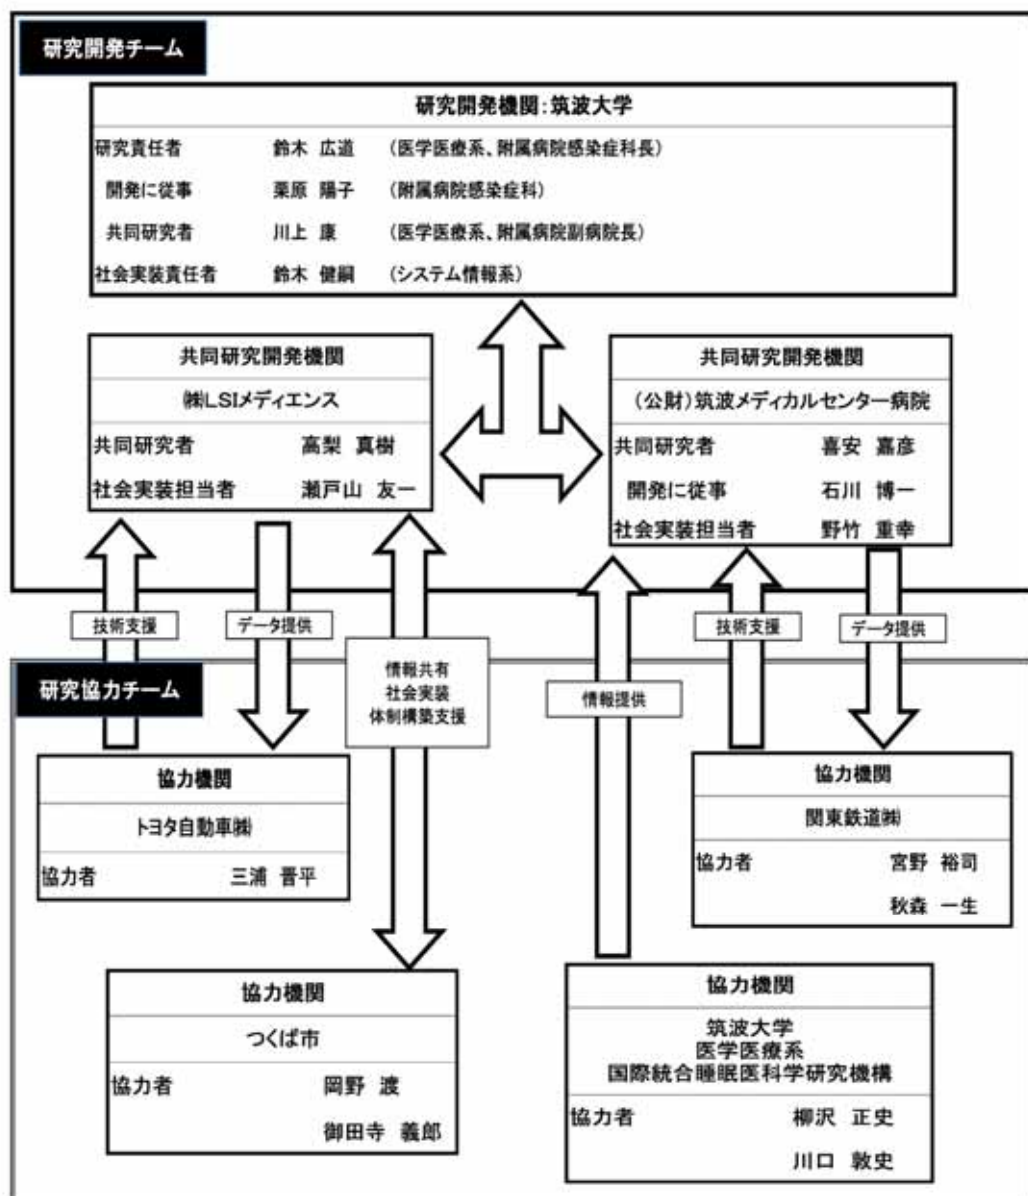 研究開発チーム
研究開発機関:筑波大学
研究責任者 鈴木 広道 (医学医療系、附属病院感染症科長)
開発に従事 栗原 陽子 (附属病院感染症科)
共同研究者 川上 康 (医学医療系、附属病院副病院長)
社会実装責任者 鈴木 健嗣 (システム情報系)
共同研究開発機関
㈱LSIメディエンス
共同研究者 高梨 真樹
社会実装担当者 瀬戸山 友一
共同研究開発機関
(公財)筑波メディカルセンター病院
共同研究者 喜安 嘉彦
開発に従事 石川 博一
社会実装担当者 野竹 重幸
技術支援
データ提供
情報共有
社会実装
体制構築支援
情報提供
技術支援
データ提供
研究協力チーム
協力機関
トヨタ自動車㈱
協力者 三浦 晋平
協力機関
関東鉄道㈱
協力者 宮野 裕司
秋森 一生
協力機関
つくば市
協力者 岡野 渡
御田寺 義郎
協力機関
筑波大学
医学医療系
国際統合睡眠医科学研究機構
協力者 柳沢 正史
川口 敦史